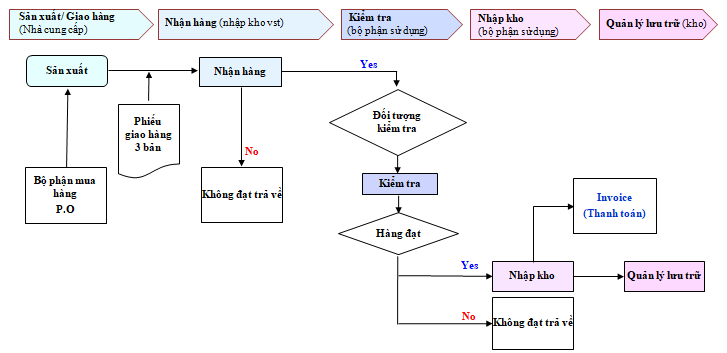 Sản xuất/ Giao hàng
(Nhà cung cấp)
Nhận hàng (nhập kho vst)
Kiểm tra
(bộ phận sử dụng)
Nhập kho
(bộ phận sử dụng)
Quản lý lưu trữ (kho)
Sản xuất
Nhận hàng
Yes
Đối tượng
kiểm tra
Phiếu
giao hàng
3 bản
No
Bộ phận mua
hàng
P.O
Không đạt trả về
Kiểm tra
Invoice
(Thanh toán)
Hàng đạt
Yes
Nhập kho
Quản lý lưu trữ
No
Không đạt trả về